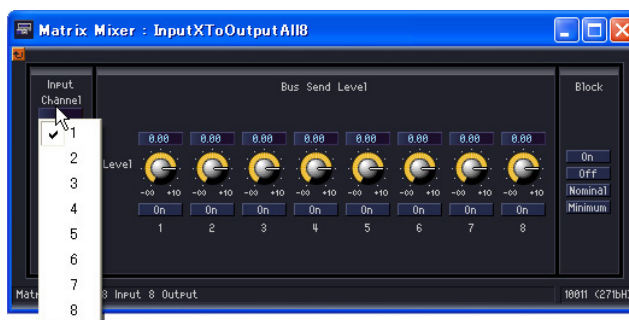 Matrix Mixer : InputXToOutputAll8
Input
Channel
Bus Send Level
Block
1
2
3
4
5
6
7
8
Level
0.00 0.00 0.00 0.00 0.00 0.00 0.00 0.00
-∞ +10 -∞ +10 -∞ +10 -∞ +10 -∞ +10 -∞ +10 -∞ +10 -∞ +10
On On On On On On On On
1 2 3 4 5 6 7 8
On
Off
Nominal
Minimum
8 Input 8 Output
10011 (271bH)